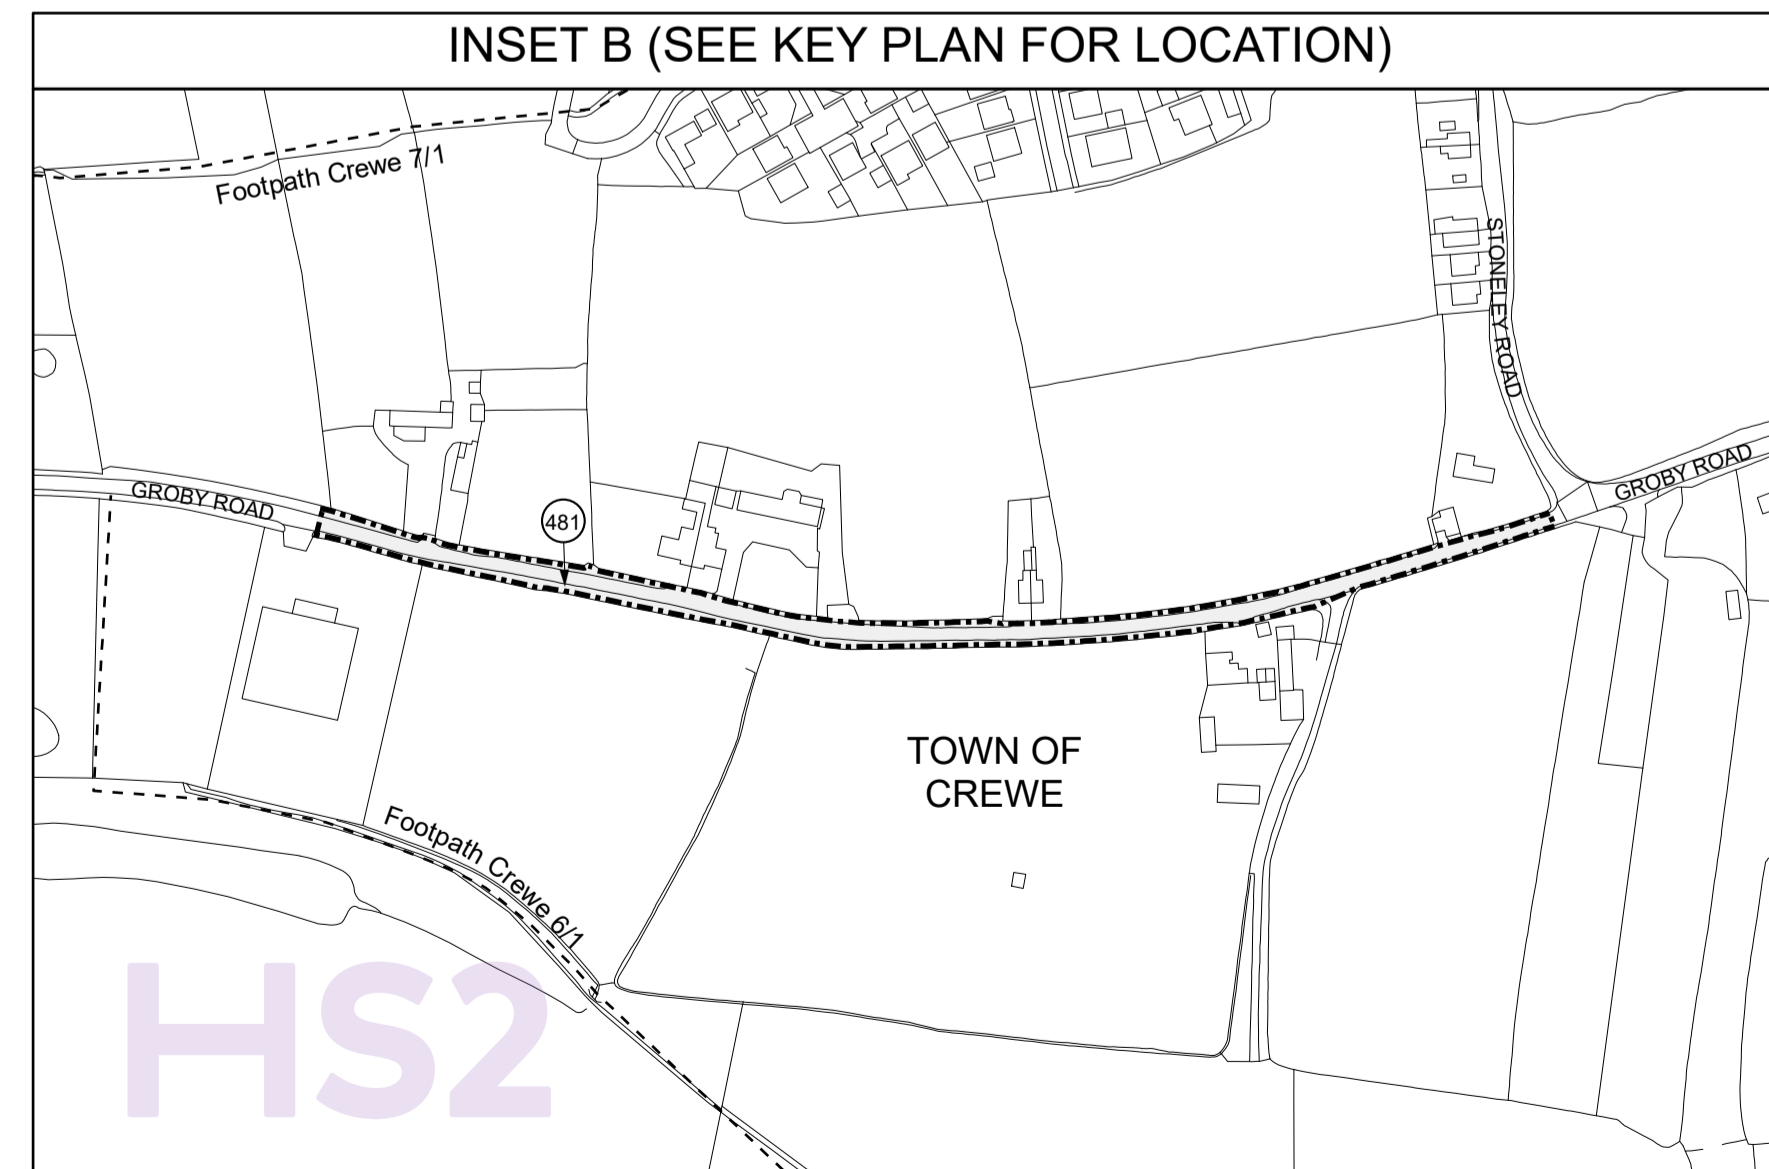 INSET B (SEE KEY PLAN FOR LOCATION)
Footpath Crewe 7/1
STONELEY ROAD
GROBY ROAD
GROBY ROAD
481
TOWN OF
CREWE
Footpath Crewe 6/1
HS2